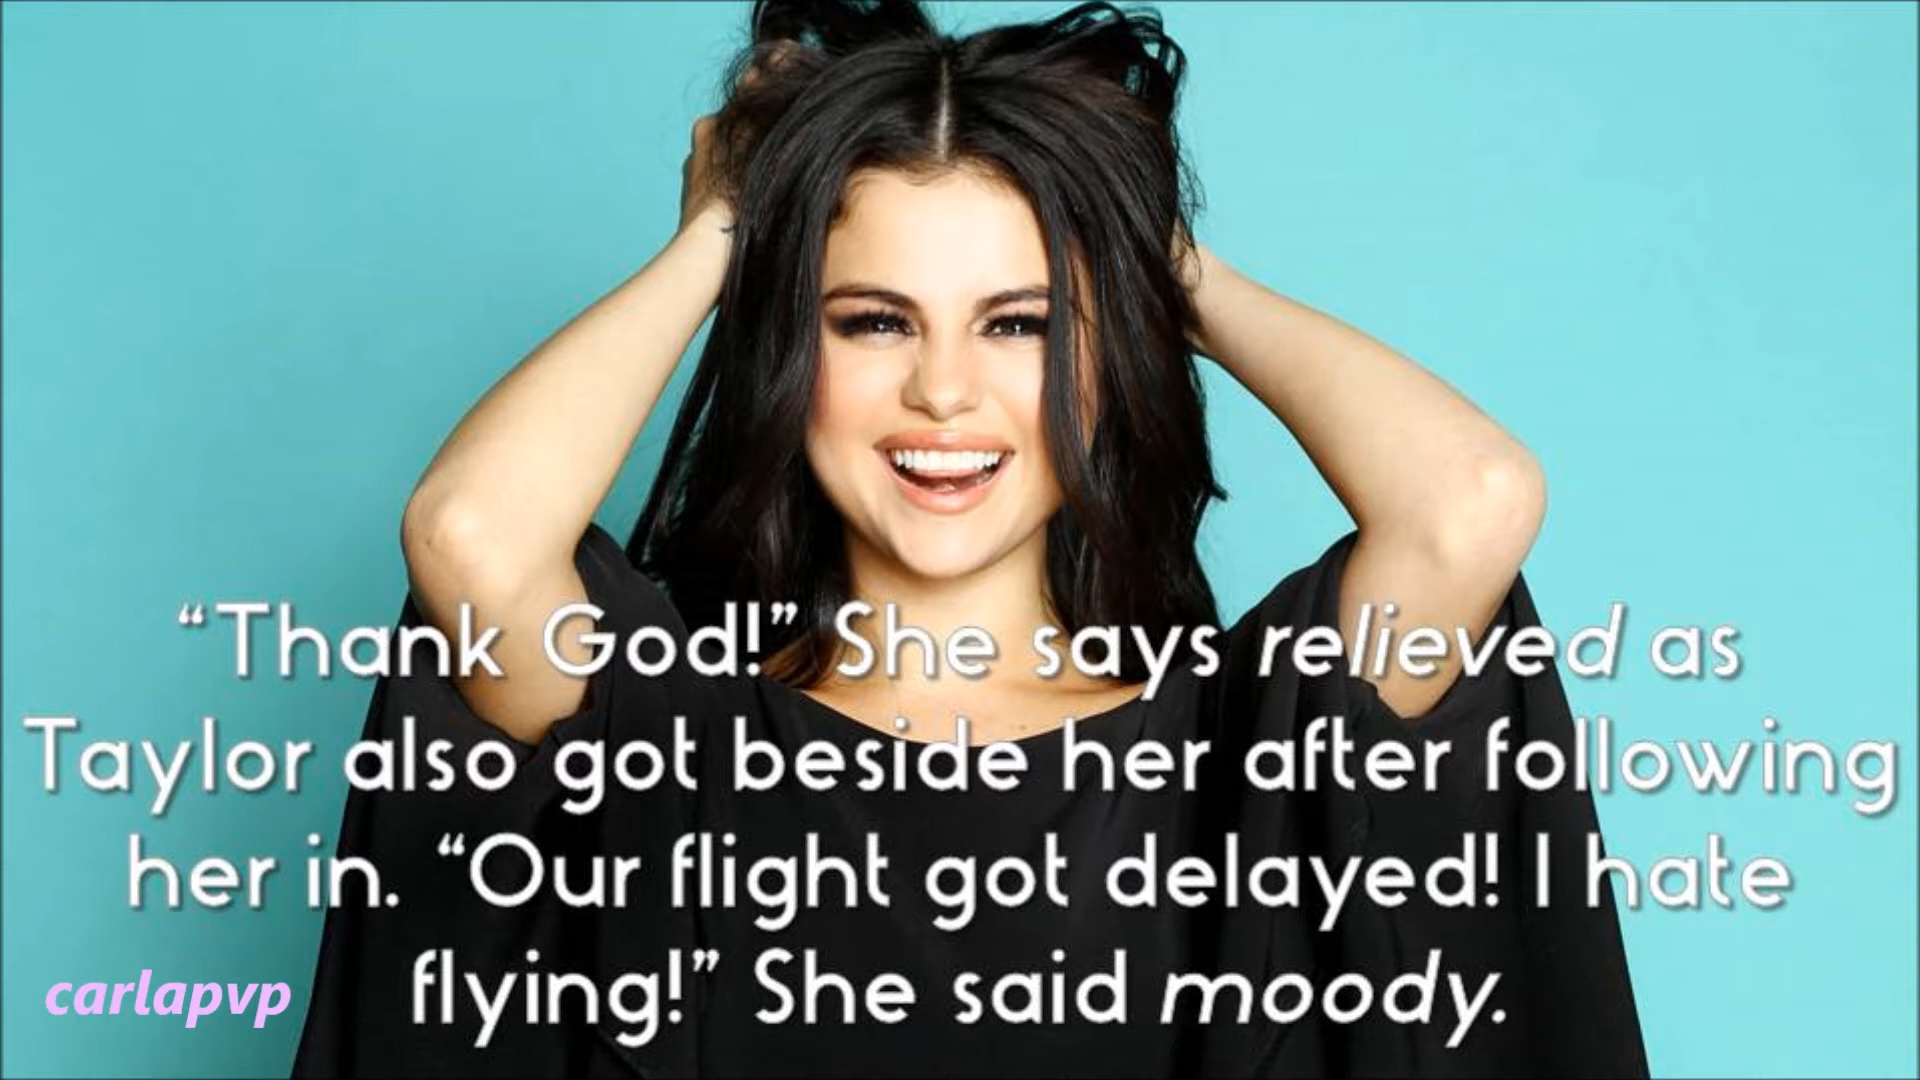 “Thank God!” She says relieved as
Taylor also got beside her after following
her in. “Our flight got delayed! I hate
flying!” She said moody.
carlapvp